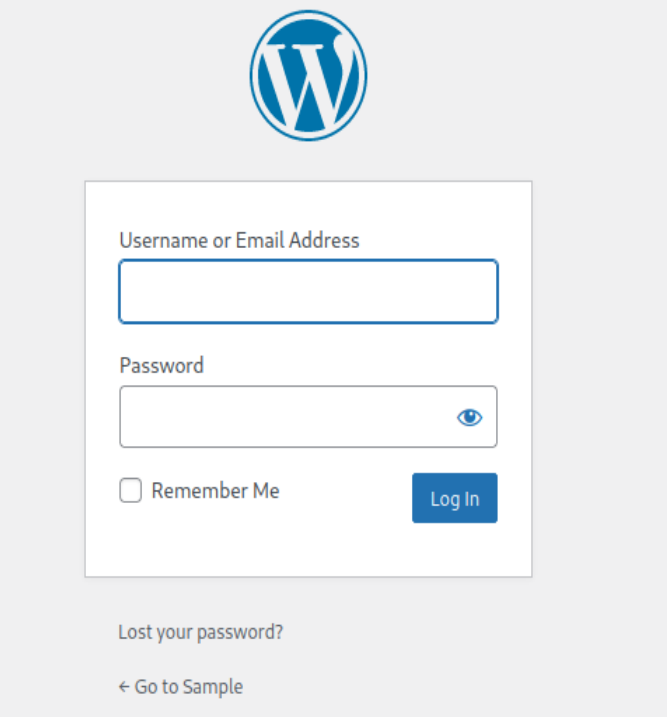 Username or Email Address
Password
Remember Me
Log In
Lost your password?
← Go to Sample